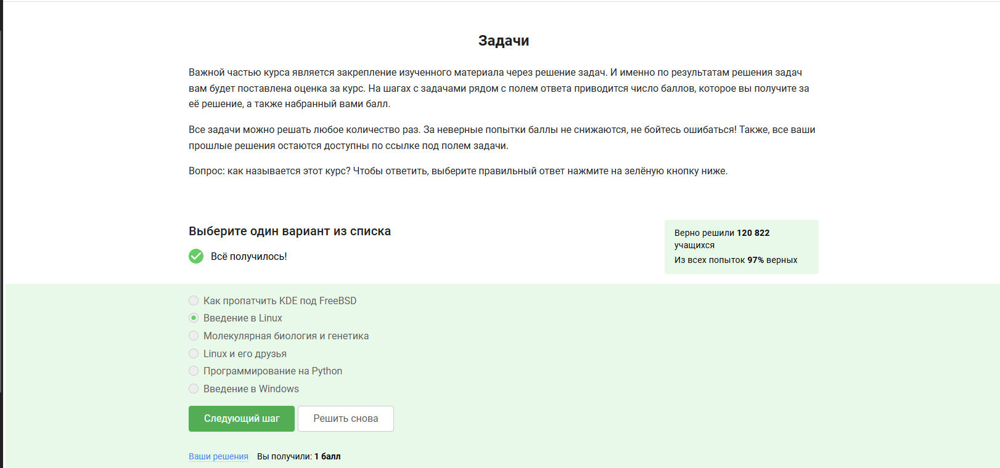 Задачи
Важной частью курса является закрепление изученного материала через решение задач. И именно по результатам решения задач
вам будет поставлена оценка за курс. На шагах с задачами рядом с полем ответа приводится число баллов, которое вы получите за
её решение, а также набранный вами балл.
Все задачи можно решать любое количество раз. За неверные попытки баллы не снижаются, не бойтесь ошибаться! Также, все ваши
прошлые решения остаются доступны по ссылке под полем задачи.
Вопрос: как называется этот курс? Чтобы ответить, выберите правильный ответ нажмите на зелёную кнопку ниже.
Выберите один вариант из списка
Всё получилось!
Верно решили 120 822
учащихся
Из всех попыток 97% верных
Как пропатчить KDE под FreeBSD
Введение в Linux
Молекулярная биология и генетика
Linux и его друзья
Программирование на Python
Введение в Windows
Следующий шаг
Решить снова
Ваши решения Вы получили: 1 балл